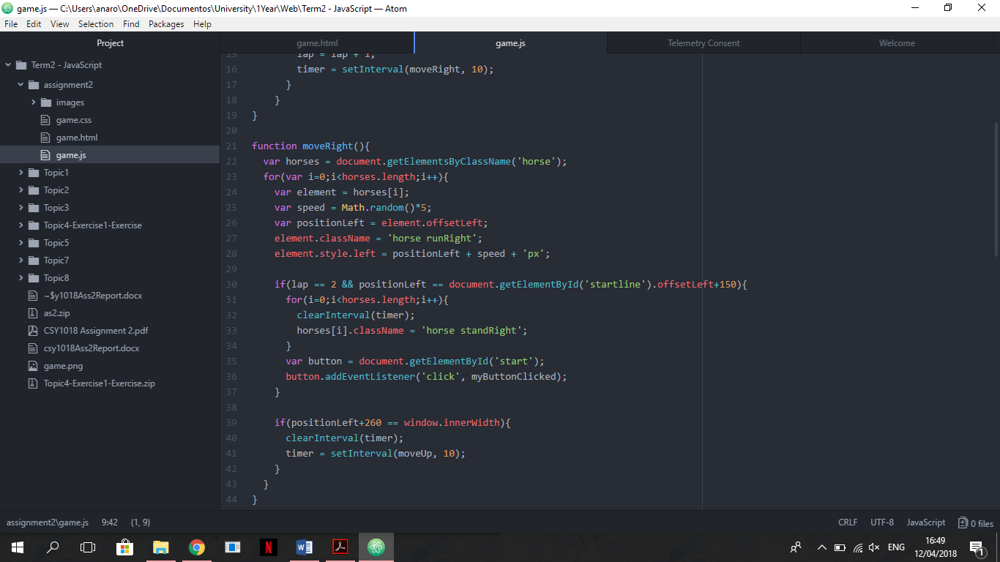 game.js — C:\Users\anaro\OneDrive\Documentos\University\1Year\Web\Term2 - JavaScript — Atom
File Edit View Selection Find Packages Help
Project
game.html game.js Telemetry Consent Welcome
Term2 - JavaScript
assignment2
images
game.css
game.html
game.js
Topic1
Topic2
Topic3
Topic4-Exercise1-Exercise
Topic5
Topic7
Topic8
~$y1018Ass2Report.docx
as2.zip
CSY1018 Assignment 2.pdf
csy1018Ass2Report.docx
game.png
Topic4-Exercise1-Exercise.zip
15 lap = lap + 1;
16 timer = setInterval(moveRight, 10);
17 }
18 }
19 }
20
21 function moveRight(){
22 var horses = document.getElementsByClassName('horse');
23 for(var i=0;i<horses.length;i++){
24 var element = horses[i];
25 var speed = Math.random()*5;
26 var positionLeft = element.offsetLeft;
27 element.className = 'horse runRight';
28 element.style.left = positionLeft + speed + 'px';
29
30 if(lap == 2 && positionLeft == document.getElementById('startline').offsetLeft+150){
31 for(i=0;i<horses.length;i++){
32 clearInterval(timer);
33 horses[i].className = 'horse standRight';
34 }
35 var button = document.getElementById('start');
36 button.addEventListener('click', myButtonClicked);
37 }
38
39 if(positionLeft+260 == window.innerWidth){
40 clearInterval(timer);
41 timer = setInterval(moveUp, 10);
42 }
43 }
44 }
assignment2\game.js 9:42 (1, 9) CRLF UTF-8 JavaScript 0 files
ENG 16:49
12/04/2018
1